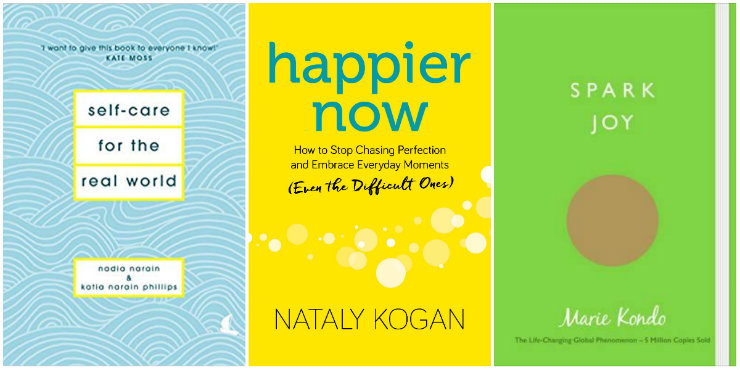 'I want to give this book to everyone I know!'
KATE MOSS
self-care
for the
real world
nadia narain
&
katia narain phillips
happier
now
How to Stop Chasing Perfection
and Embrace Everyday Moments
(Even the Difficult Ones)
NATALY KOGAN
SPARK
JOY
Marie Kondo
The Life-Changing Global Phenomenon – 5 Million Copies Sold